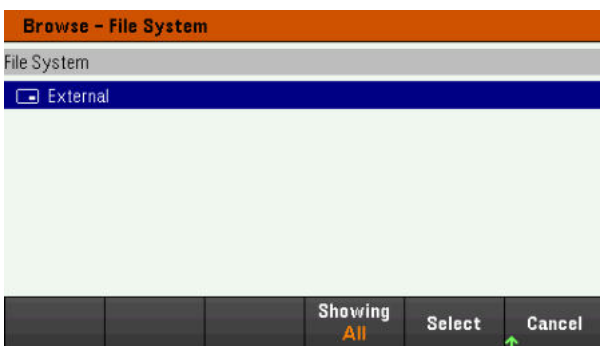 Browse – File System
File System
External
Showing
All
Select
Cancel